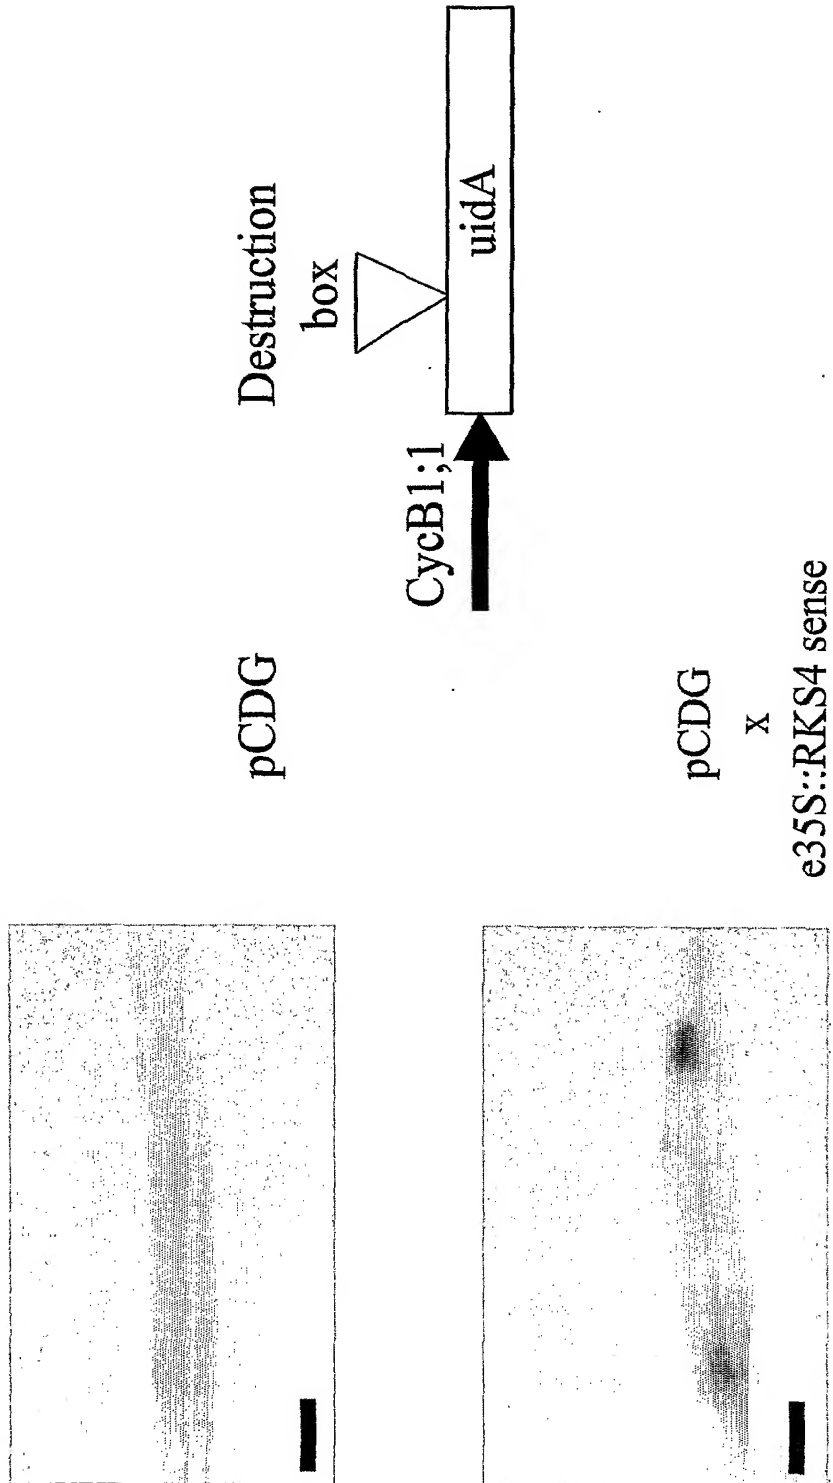 Destruction
box
CycB1;1
uidA
pCDG
pCDG
x
e35S::RKS4 sense